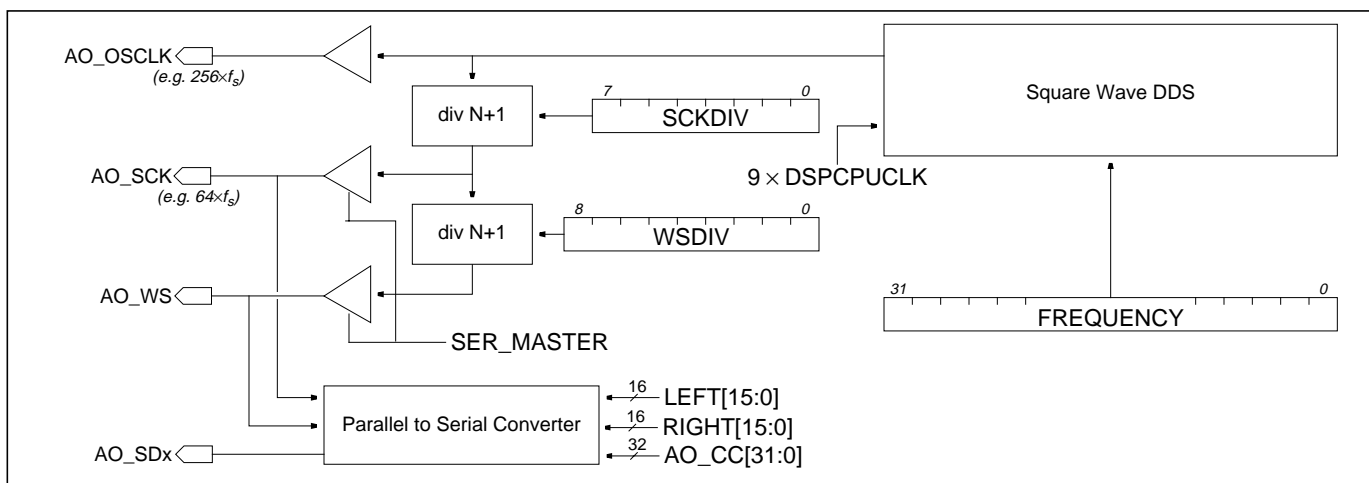 AO_OSCLK
(e.g. 256×fs)
7 0
div N+1
SCKDIV
Square Wave DDS
AO_SCK
(e.g. 64×fs)
9 × DSPCPUCLK
8 0
div N+1
WSDIV
AO_WS
31 0
FREQUENCY
SER_MASTER
16 LEFT[15:0]
Parallel to Serial Converter
16 RIGHT[15:0]
AO_SDx
32 AO_CC[31:0]